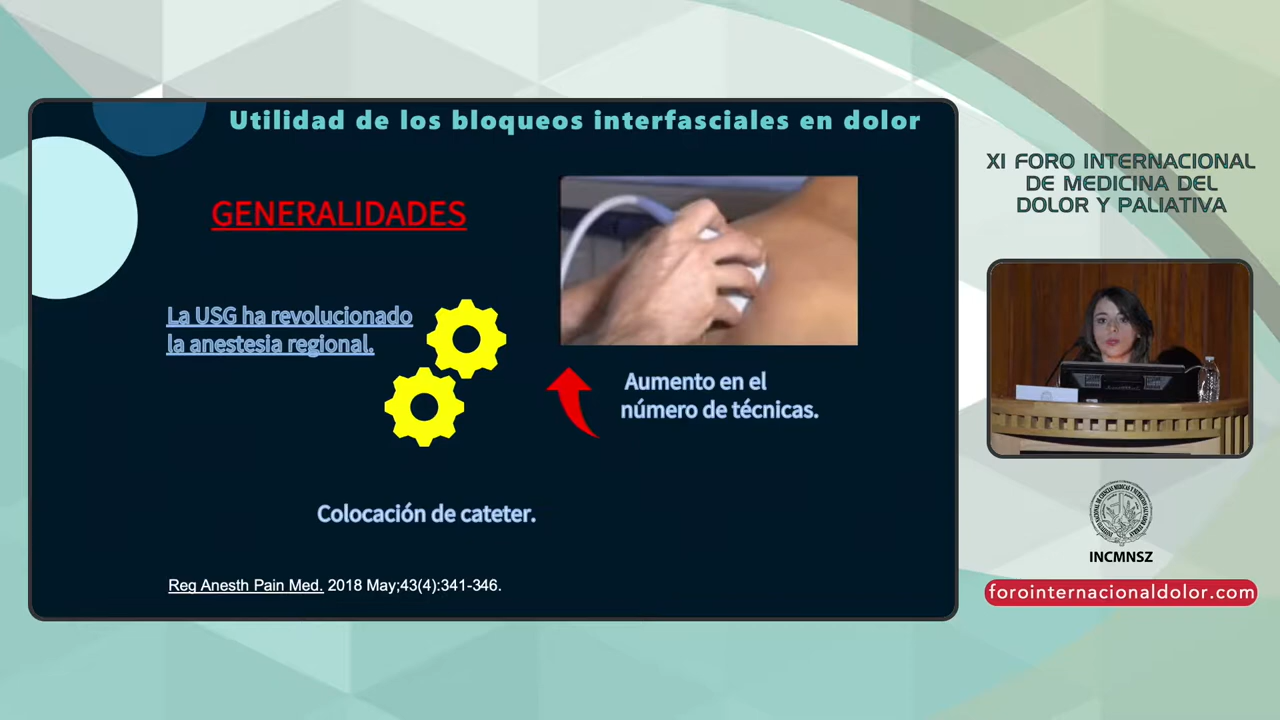 Utilidad de los bloqueos interfasciales en dolor
GENERALIDADES
La USG ha revolucionado
la anestesia regional.
Aumento en el
número de técnicas.
Colocación de cateter.
Reg Anesth Pain Med. 2018 May;43(4):341-346.
XI FORO INTERNACIONAL
DE MEDICINA DEL
DOLOR Y PALIATIVA
INCMNSZ
forointernacionaldolor.com